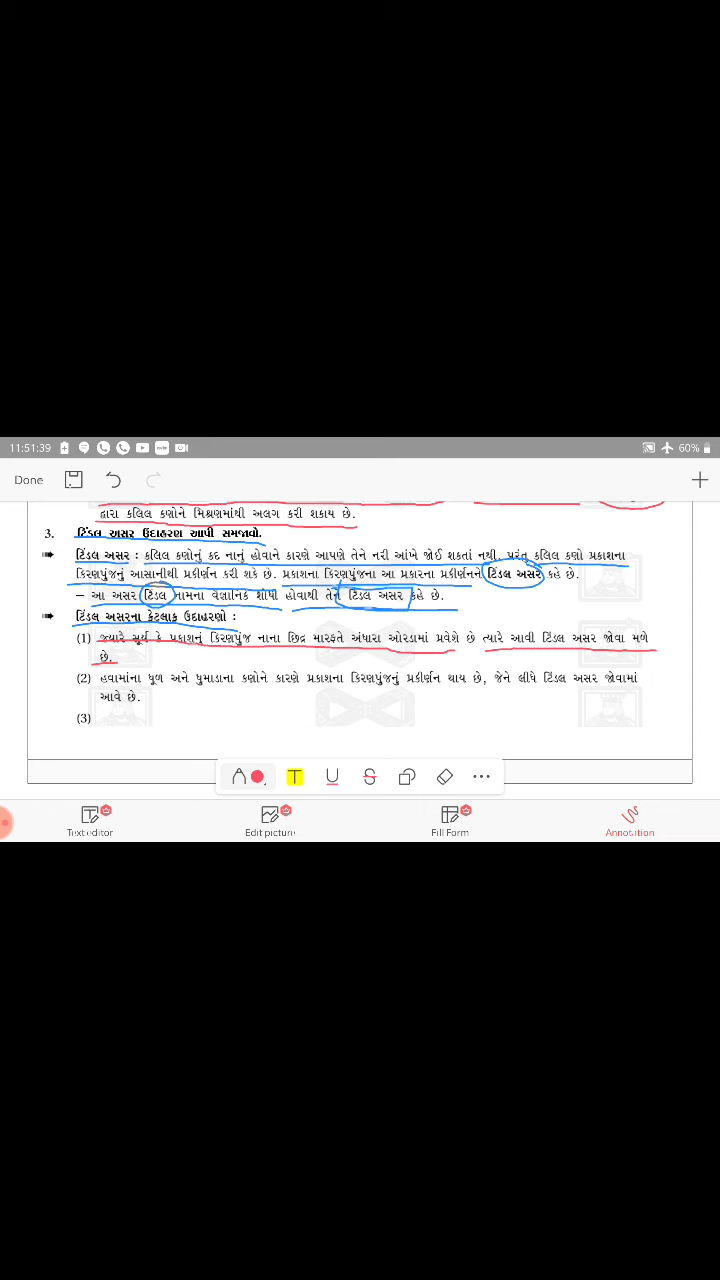 11:51:39
60%
Done
દ્વારા કલિલ કણોને મિશ્રણમાંથી અલગ કરી શકાય છે.
3. ટિંડલ અસર ઉદાહરણ આપી સમજાવો.
➠ ટિંડલ અસર : કલિલ કણોનું કદ નાનું હોવાને કારણે આપણે તેને નરી આંખે જોઈ શકતાં નથી, પરંતુ કલિલ કણો પ્રકાશના
કિરણપુંજનું આસાનીથી પ્રકીર્ણન કરી શકે છે. પ્રકાશના કિરણપુંજના આ પ્રકારના પ્રકીર્ણનને ટિંડલ અસર કહે છે.
– આ અસર ટિંડલ નામના વૈજ્ઞાનિકે શોધી હોવાથી તેને ટિંડલ અસર કહે છે.
➠ ટિંડલ અસરના કેટલાક ઉદાહરણો :
(1) જ્યારે સૂર્ય કે પ્રકાશનું કિરણપુંજ નાના છિદ્ર મારફતે અંધારા ઓરડામાં પ્રવેશે છે ત્યારે આવી ટિંડલ અસર જોવા મળે
છે.
(2) હવામાંના ધૂળ અને ધુમાડાના કણોને કારણે પ્રકાશના કિરણપુંજનું પ્રકીર્ણન થાય છે, જેને લીધે ટિંડલ અસર જોવામાં
આવે છે.
(3)
T U S
Text editor Edit picture Fill Form Annotation